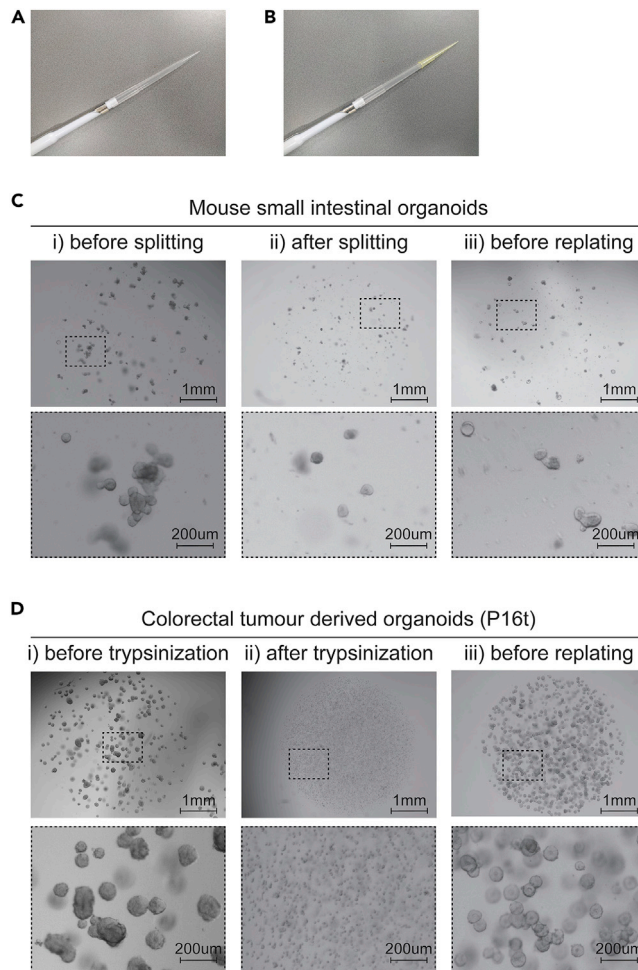 A
B
C
Mouse small intestinal organoids
i) before splitting
ii) after splitting
iii) before replating
1mm
1mm
1mm
200um
200um
200um
D
Colorectal tumour derived organoids (P16t)
i) before trypsinization
ii) after trypsinization
iii) before replating
1mm
1mm
1mm
200um
200um
200um